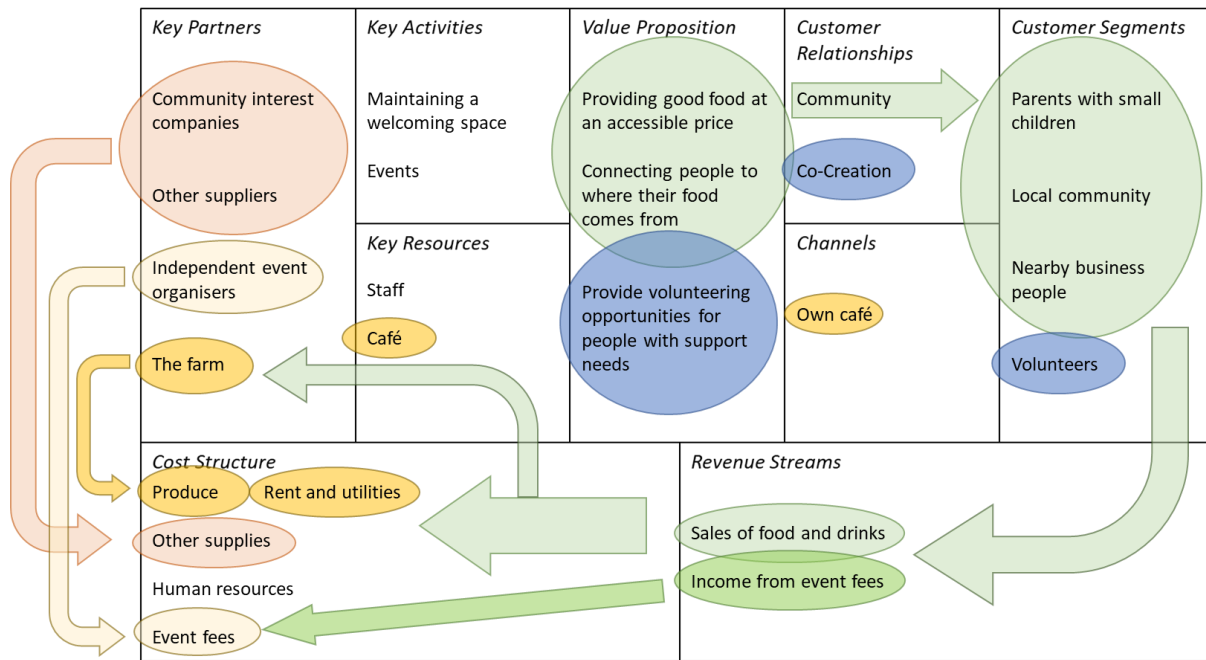 Key Partners
Community interest
companies
Other suppliers
Independent event
organisers
The farm
Key Activities
Maintaining a
welcoming space
Events
Key Resources
Staff
Café
Value Proposition
Providing good food at
an accessible price
Connecting people to
where their food
comes from
Provide volunteering
opportunities for
people with support
needs
Customer
Relationships
Community
Co-Creation
Channels
Own café
Customer Segments
Parents with small
children
Local community
Nearby business
people
Volunteers
Cost Structure
Produce
Rent and utilities
Other supplies
Human resources
Event fees
Revenue Streams
Sales of food and drinks
Income from event fees